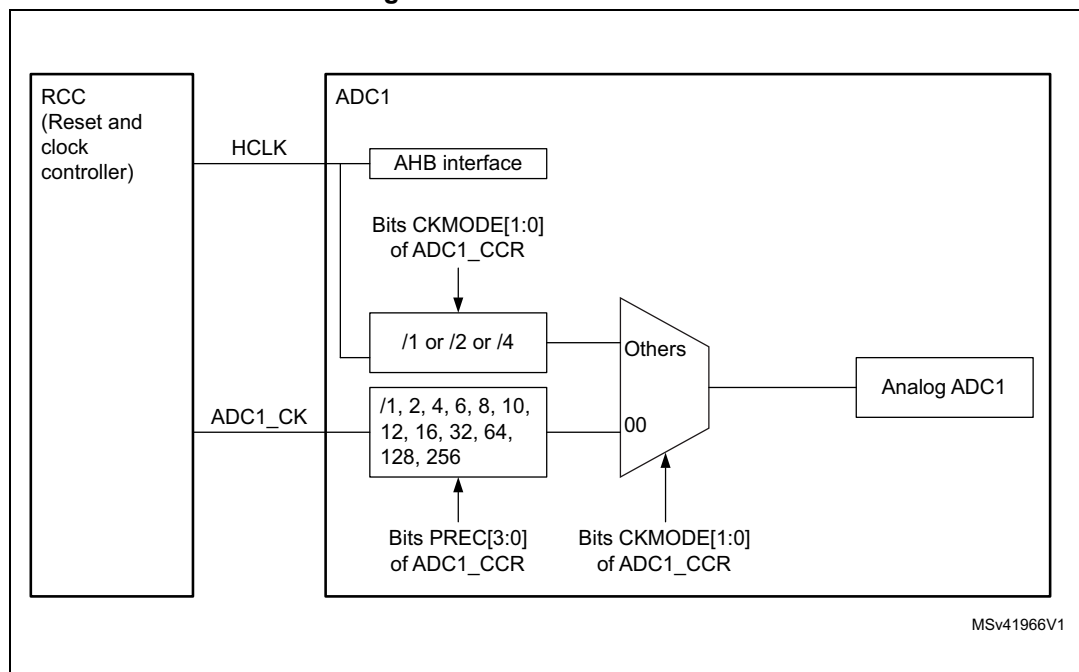 RCC
(Reset and
clock
controller)
ADC1
HCLK
AHB interface
Bits CKMODE[1:0]
of ADC1_CCR
/1 or /2 or /4
Others
Analog ADC1
ADC1_CK
/1, 2, 4, 6, 8, 10,
12, 16, 32, 64,
128, 256
00
Bits PREC[3:0]
of ADC1_CCR
Bits CKMODE[1:0]
of ADC1_CCR
MSv41966V1